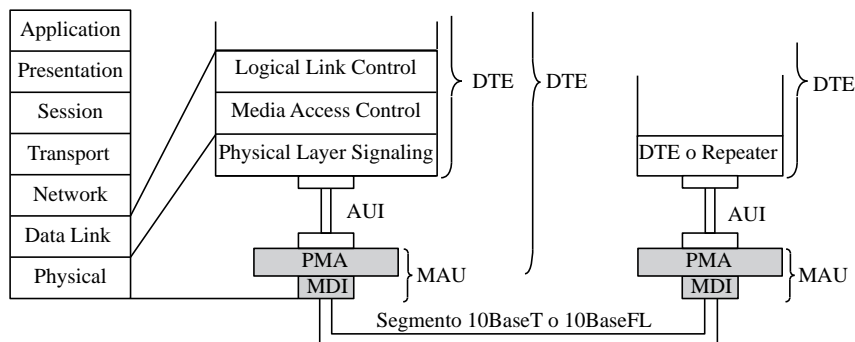 Application
Presentation
Session
Transport
Network
Data Link
Physical
Logical Link Control
Media Access Control
Physical Layer Signaling
DTE
DTE
AUI
PMA
MDI
MAU
DTE o Repeater
DTE
AUI
PMA
MDI
MAU
Segmento 10BaseT o 10BaseFL